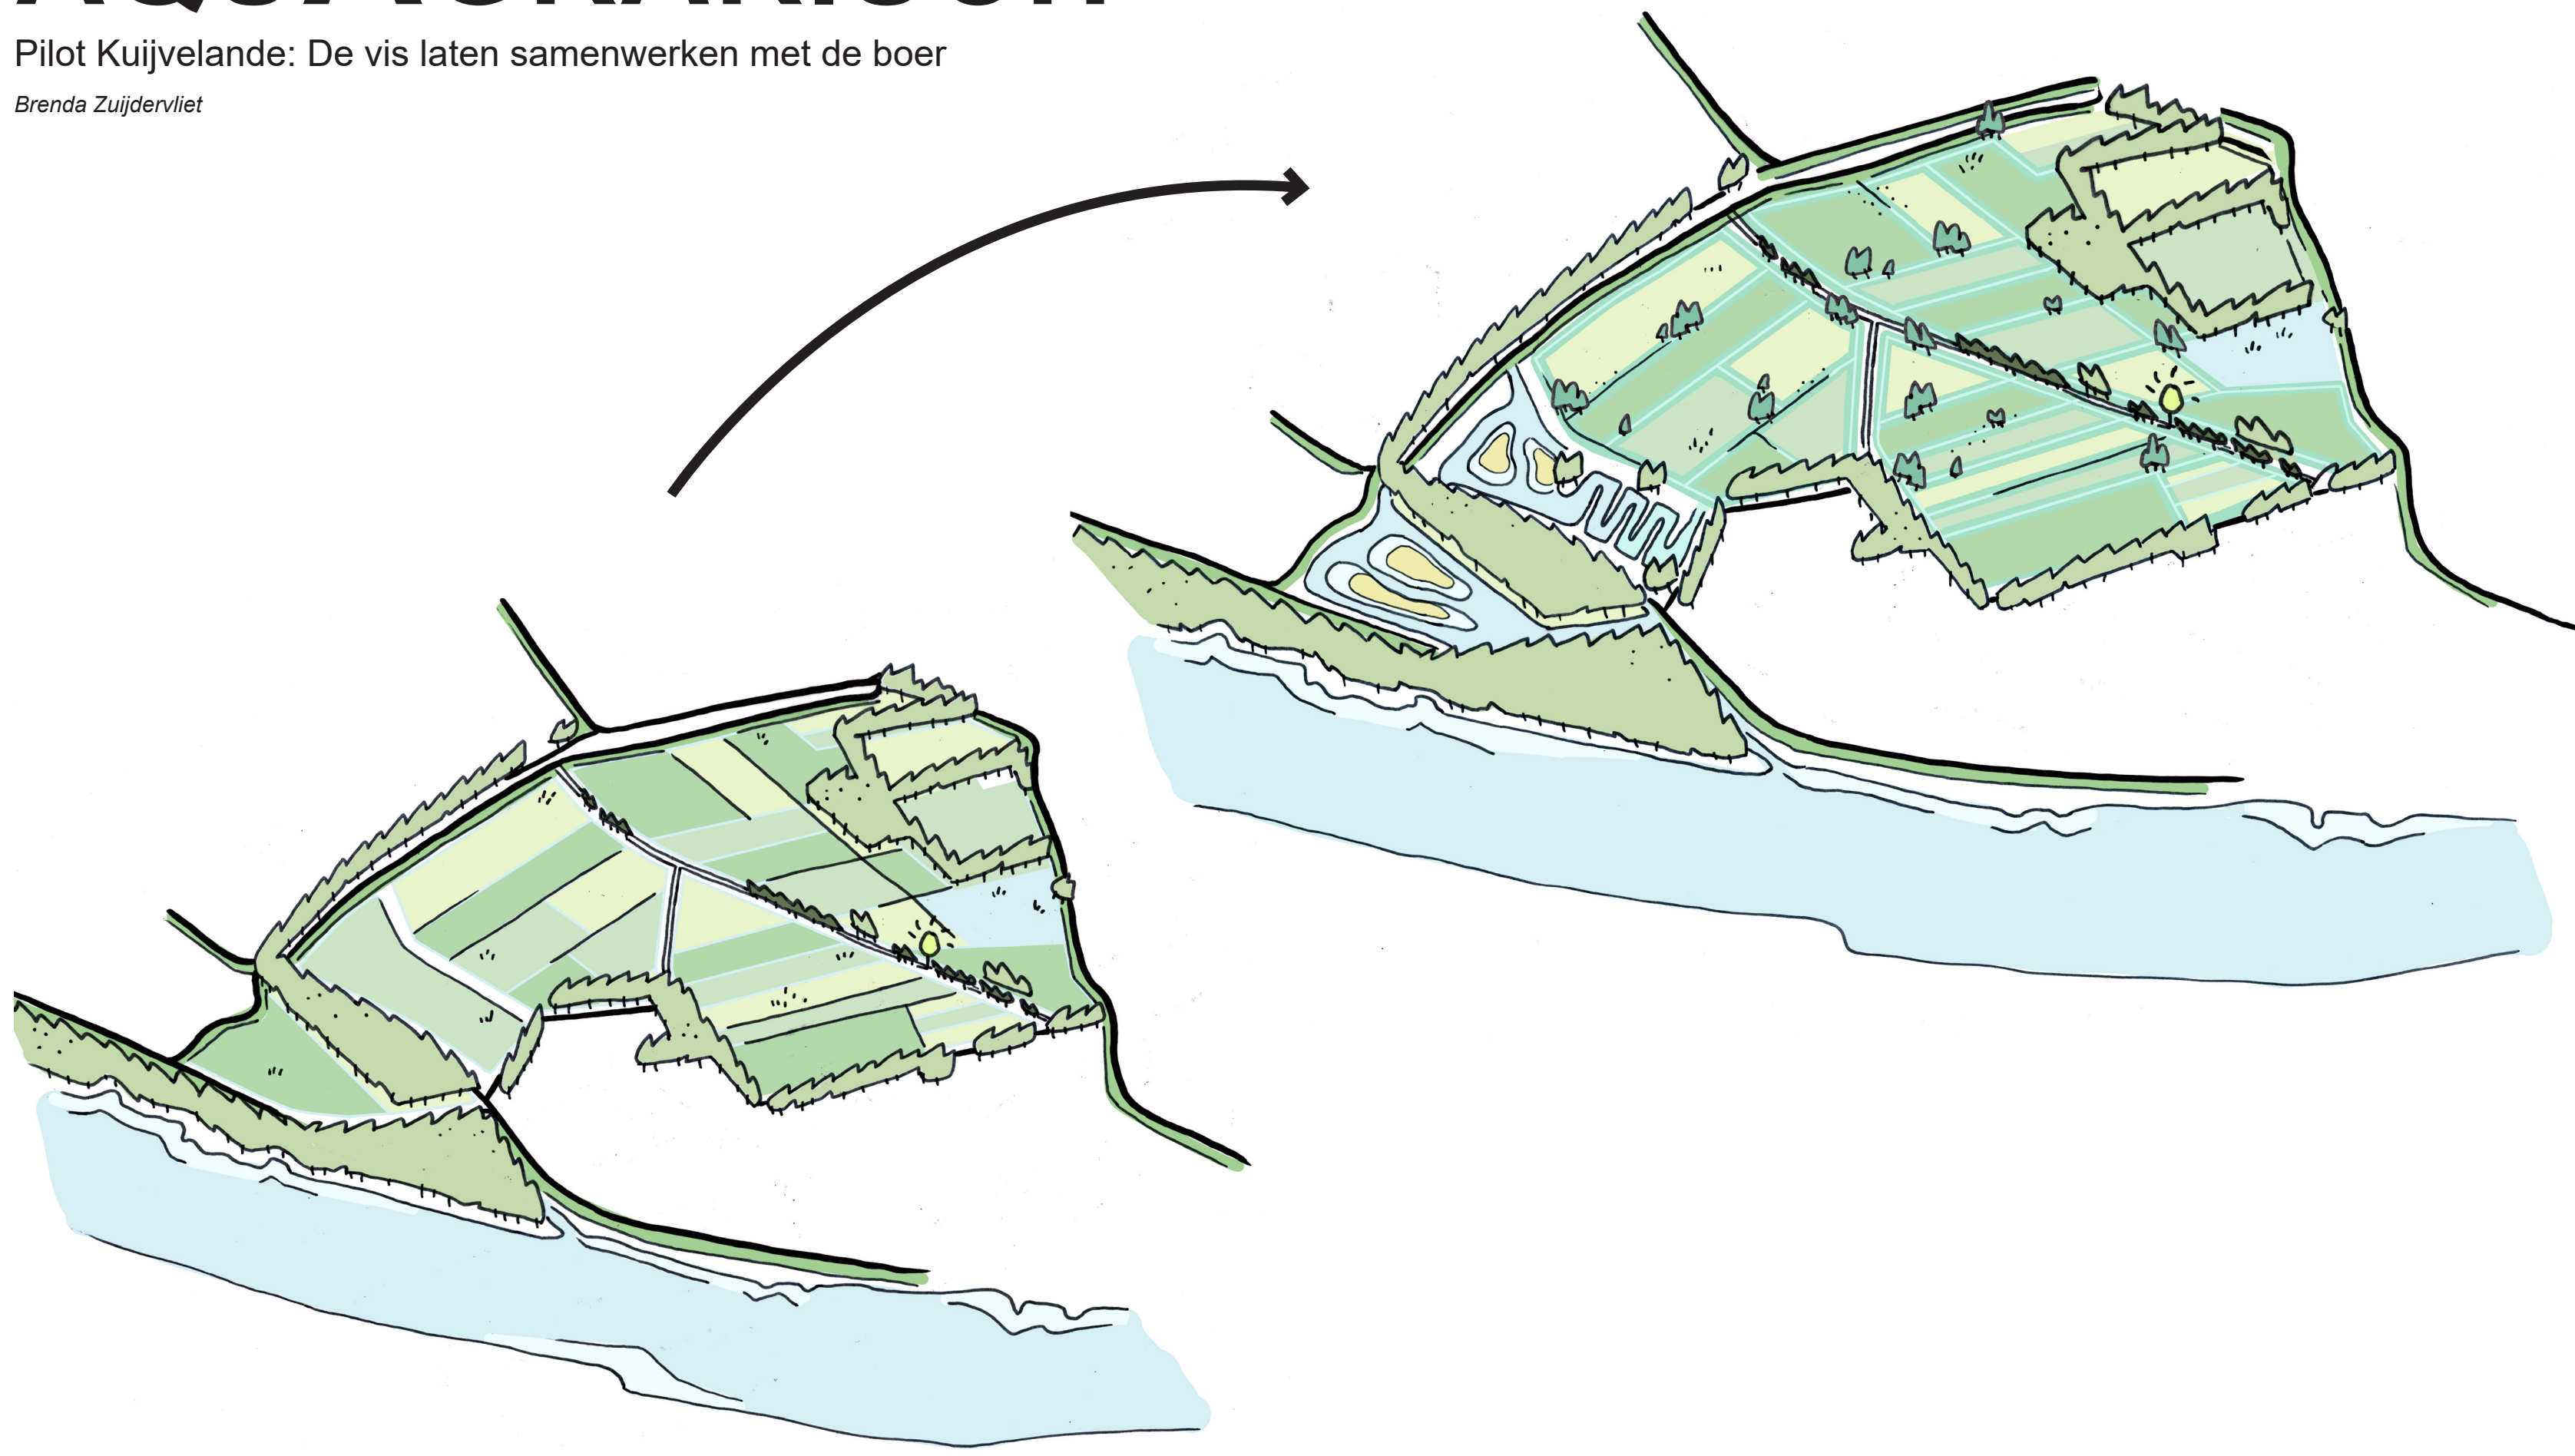 Pilot Kuijvelande: De vis laten samenwerken met de boer
Brenda Zuijdervliet